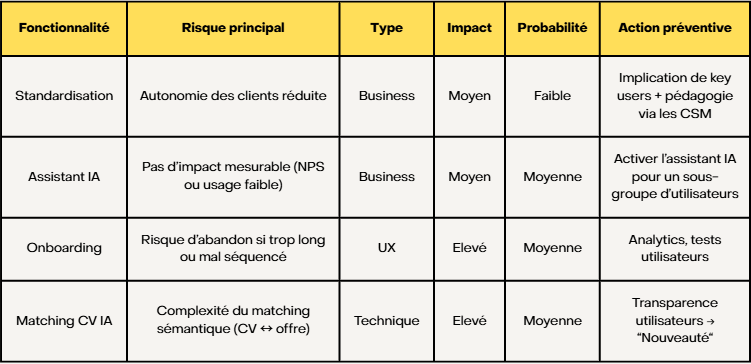 Fonctionnalité
Risque principal
Type
Impact
Probabilité
Action préventive
Standardisation
Autonomie des clients réduite
Business
Moyen
Faible
Implication de key
users + pédagogie
via les CSM
Assistant IA
Pas d’impact mesurable (NPS
ou usage faible)
Business
Moyen
Moyenne
Activer l’assistant IA
pour un sous-
groupe d’utilisateurs
Onboarding
Risque d’abandon si trop long
ou mal séquencé
UX
Elevé
Moyenne
Analytics, tests
utilisateurs
Matching CV IA
Complexité du matching
sémantique (CV ↔ offre)
Technique
Elevé
Moyenne
Transparence
utilisateurs →
“Nouveauté“